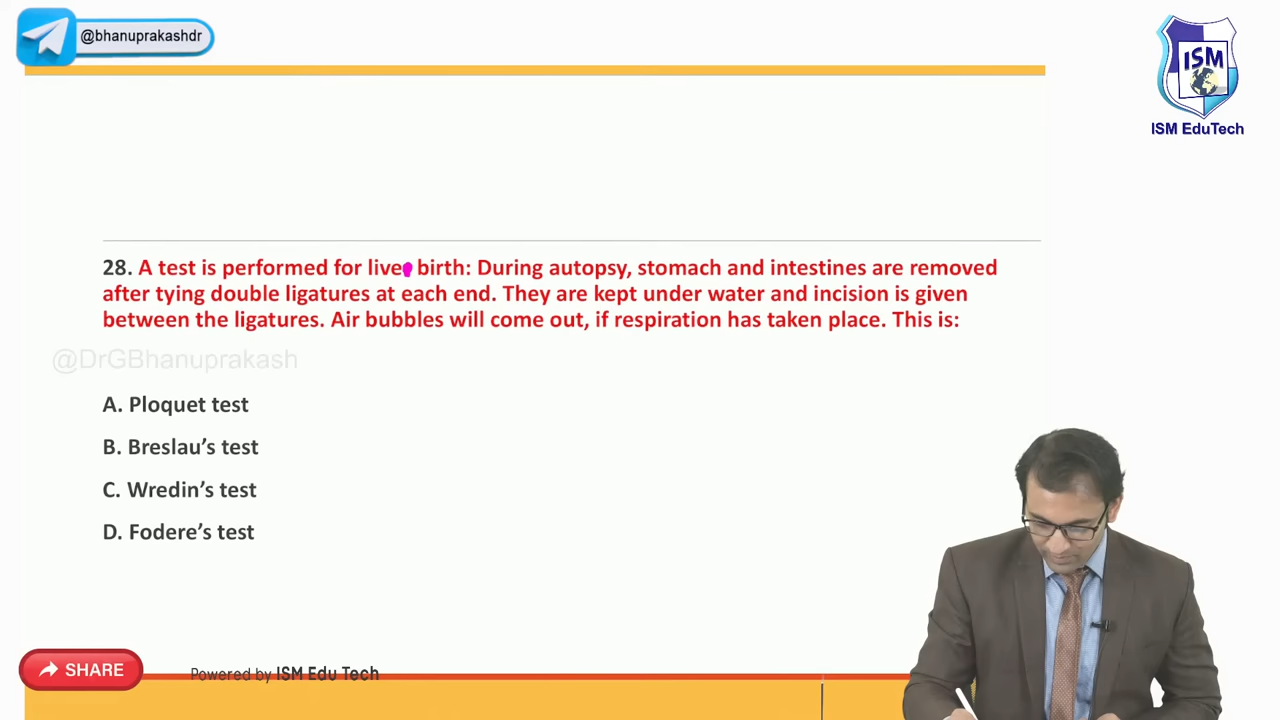 @bhanuprakashdr
ISM
ISM EduTech
28. A test is performed for live birth: During autopsy, stomach and intestines are removed
after tying double ligatures at each end. They are kept under water and incision is given
between the ligatures. Air bubbles will come out, if respiration has taken place. This is:
@DrGBhanuprakash
A. Ploquet test
B. Breslau’s test
C. Wredin’s test
D. Fodere’s test
SHARE
Powered by ISM Edu Tech